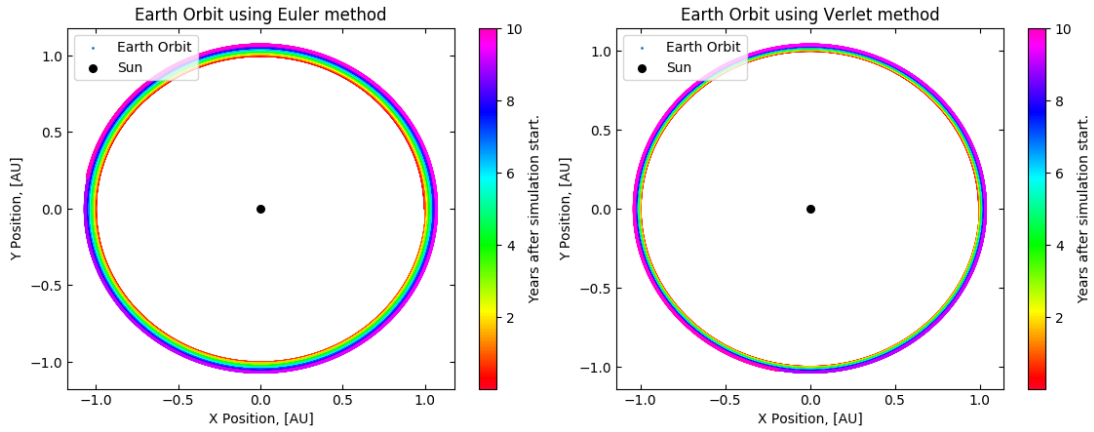 Earth Orbit using Euler method
Earth Orbit
Sun
1.0
0.5
0.0
−0.5
−1.0
Y Position, [AU]
−1.0
−0.5
0.0
0.5
1.0
X Position, [AU]
10
8
6
4
2
Years after simulation start.
Earth Orbit using Verlet method
Earth Orbit
Sun
1.0
0.5
0.0
−0.5
−1.0
Y Position, [AU]
−1.0
−0.5
0.0
0.5
1.0
X Position, [AU]
10
8
6
4
2
Years after simulation start.